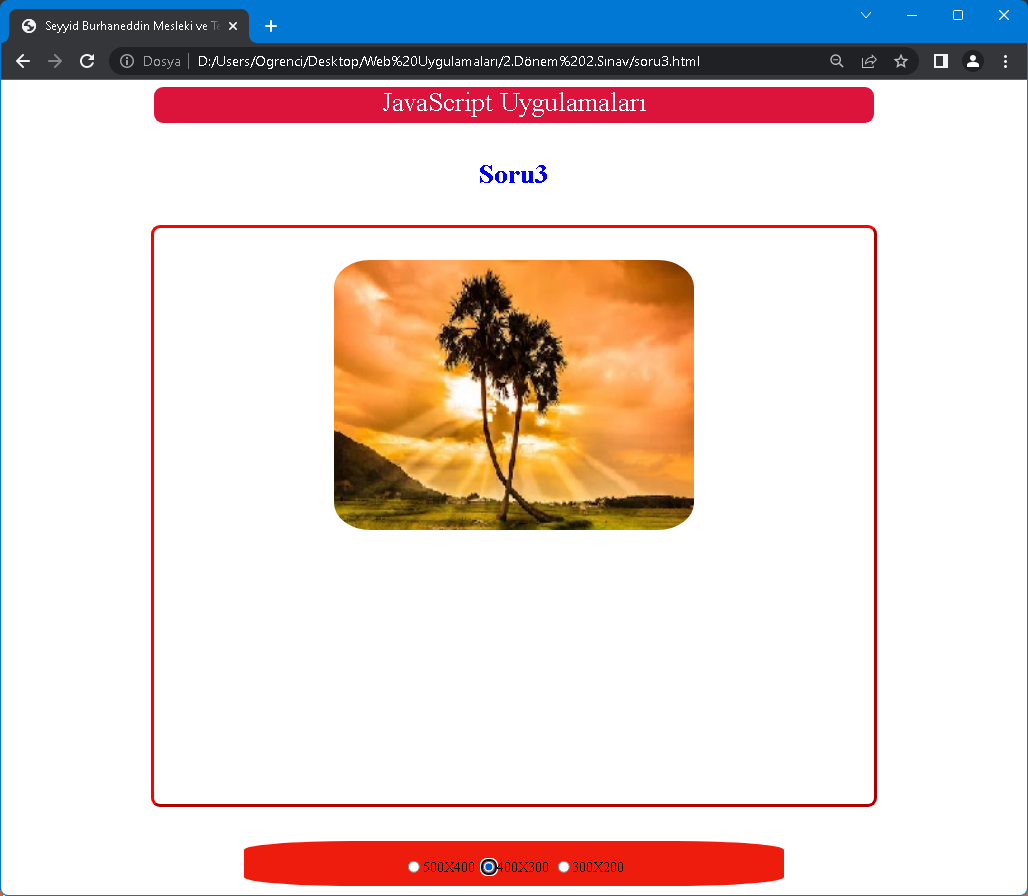 Seyyid Burhaneddin Mesleki ve Te
Dosya D:/Users/Ogrenci/Desktop/Web%20Uygulamaları/2.Dönem%202.Sınav/soru3.html
JavaScript Uygulamaları
Soru3
500X400 400X300 300X200